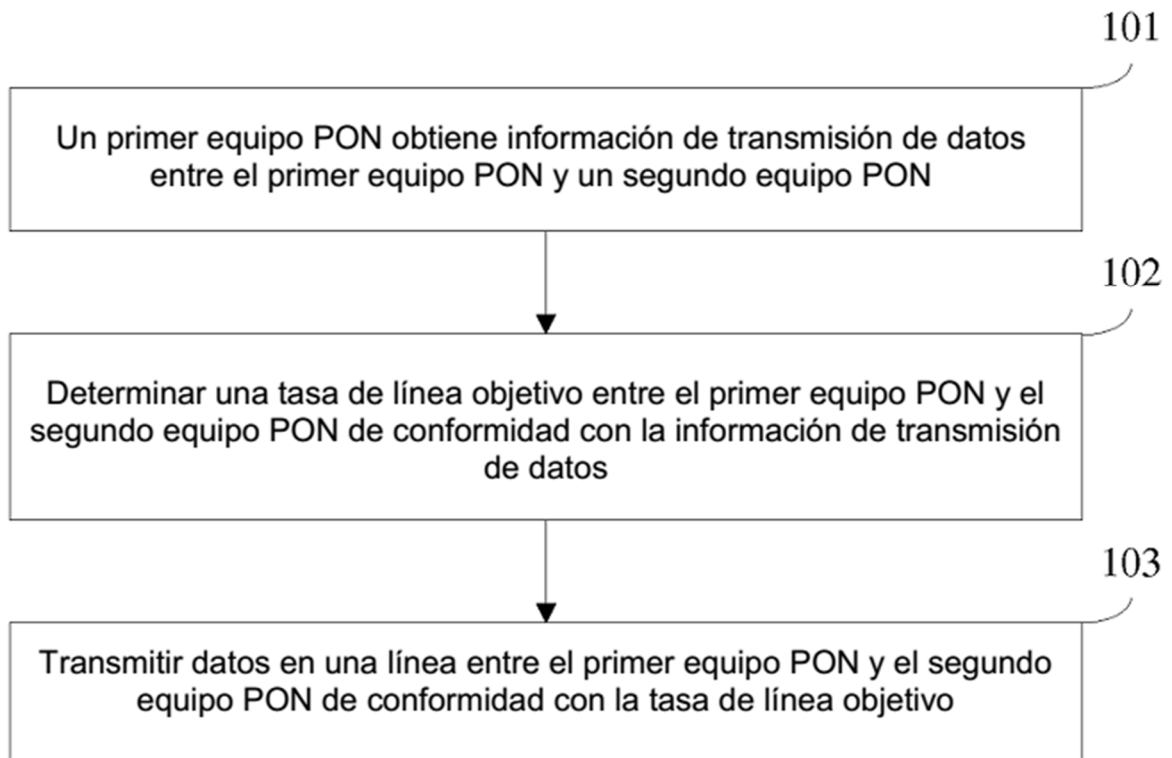 101
Un primer equipo PON obtiene información de transmisión de datos
entre el primer equipo PON y un segundo equipo PON
102
Determinar una tasa de línea objetivo entre el primer equipo PON y el
segundo equipo PON de conformidad con la información de transmisión
de datos
103
Transmitir datos en una línea entre el primer equipo PON y el segundo
equipo PON de conformidad con la tasa de línea objetivo